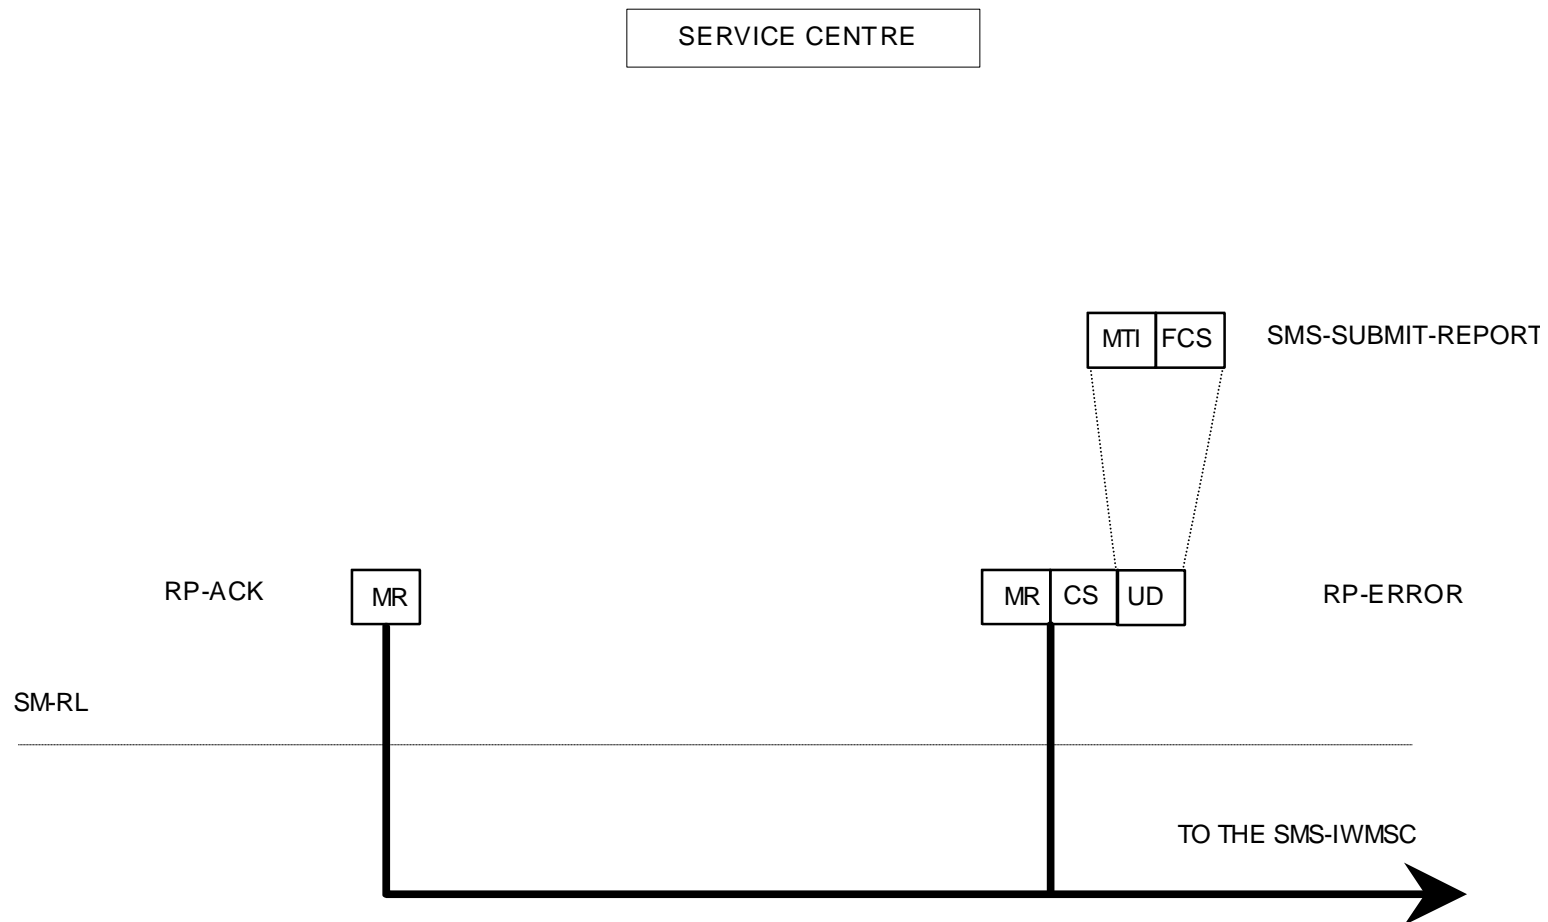 SERVICE CENTRE
MTI FCS SMS-SUBMIT-REPORT
RP-ACK MR MR CS UD RP-ERROR
SM-RL
TO THE SMS-IWMSC